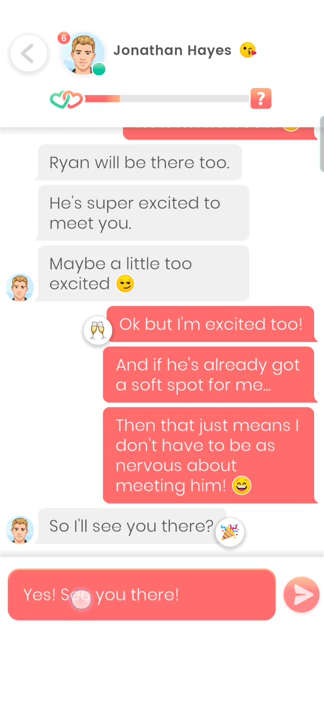 6
Jonathan Hayes
?
Ryan will be there too.
He's super excited to
meet you.
Maybe a little too
excited 😏
Ok but I'm excited too!
And if he's already got
a soft spot for me...
Then that just means I
don't have to be as
nervous about
meeting him! 😄
So I'll see you there?
Yes! See you there!